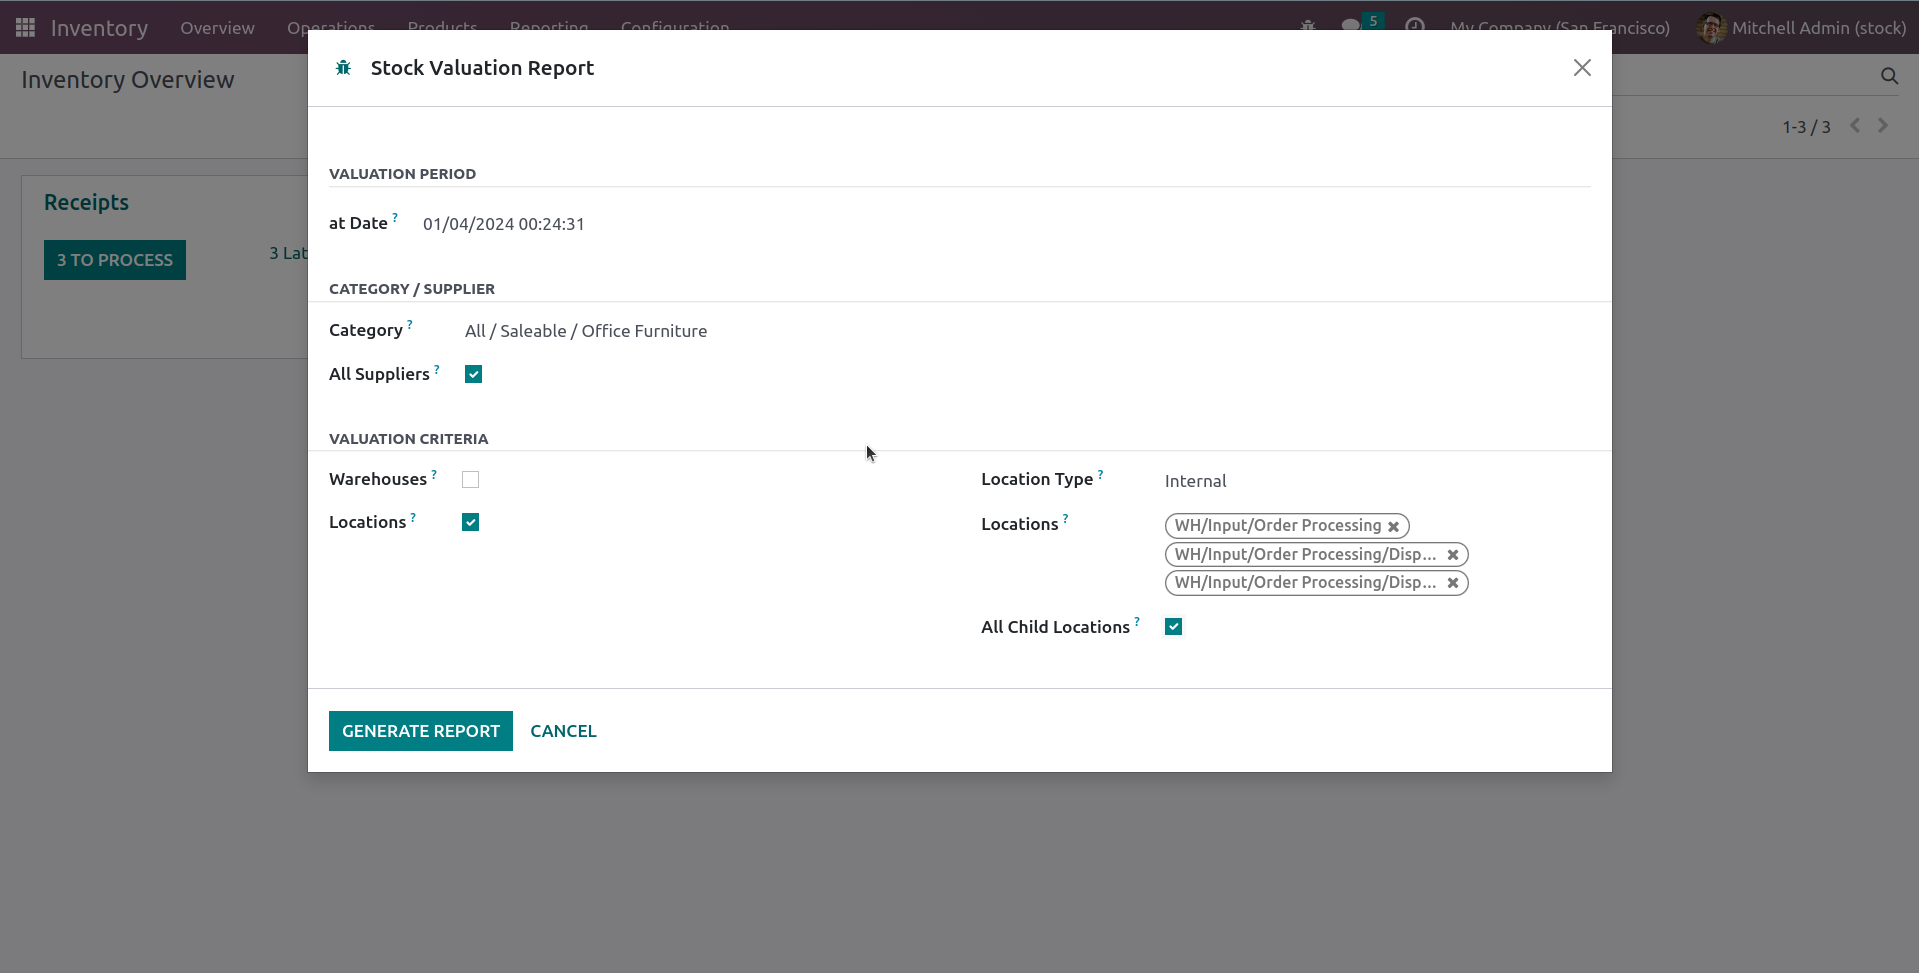 Inventory Overview Operations Products Reporting Configuration 5 My Company (San Francisco) Mitchell Admin (stock)
Inventory Overview
1-3 / 3
Receipts
3 TO PROCESS
3 Lat
Stock Valuation Report
VALUATION PERIOD
at Date ? 01/04/2024 00:24:31
CATEGORY / SUPPLIER
Category ? All / Saleable / Office Furniture
All Suppliers ?
VALUATION CRITERIA
Warehouses ?
Locations ?
Location Type ? Internal
Locations ? WH/Input/Order Processing
WH/Input/Order Processing/Disp...
WH/Input/Order Processing/Disp...
All Child Locations ?
GENERATE REPORT CANCEL